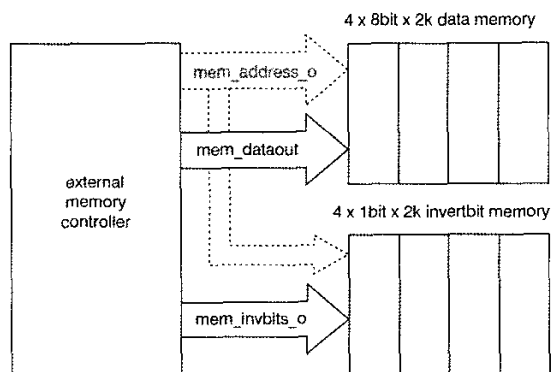 4 x 8bit x 2k data memory
mem_address_o
mem_dataout
external
memory
controller
4 x 1bit x 2k invertbit memory
mem_invbits_o